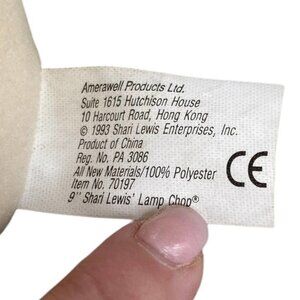 Amerawell Products Ltd.
Suite 1615 Hutchison House
10 Harcourt Road, Hong Kong
© 1993 Shari Lewis Enterprises, Inc.
Product of China
Reg. No. PA 3086
All New Materials/100% Polyester
Item No. 70197
9" Shari Lewis' Lamp Chop®
CE